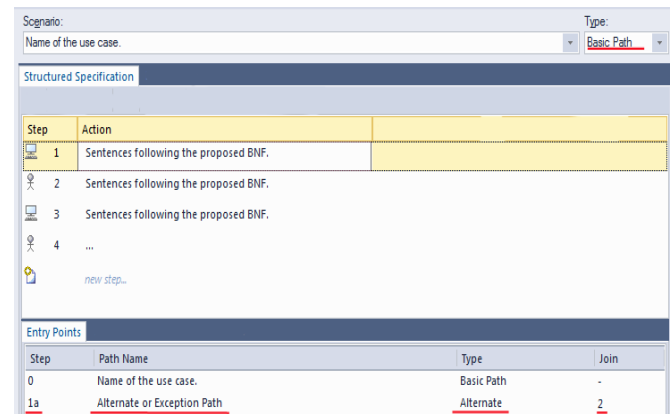 Scenario: Type:
Name of the use case. Basic Path
Structured Specification
Step Action
1 Sentences following the proposed BNF.
2 Sentences following the proposed BNF.
3 Sentences following the proposed BNF.
4 ...
new step...
Entry Points
Step Path Name Type Join
0 Name of the use case. Basic Path -
1a Alternate or Exception Path Alternate 2